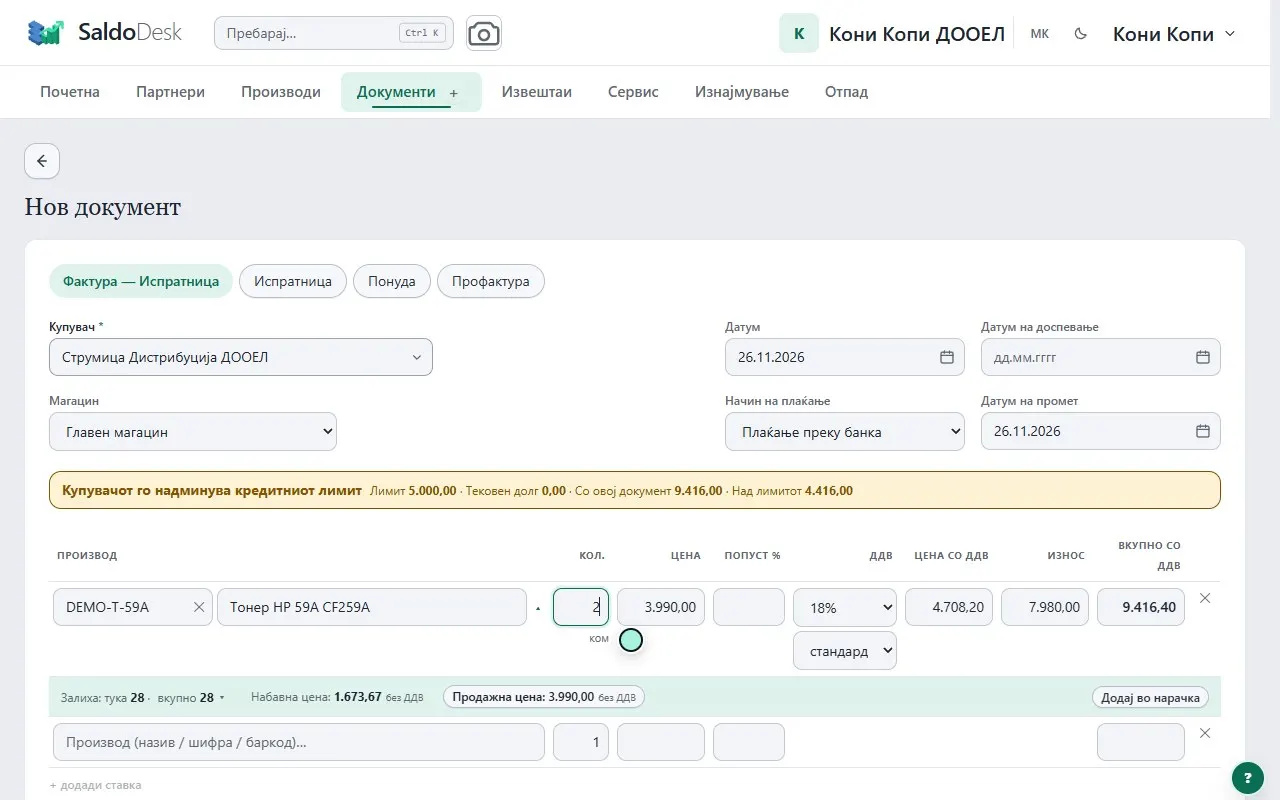 SaldoDesk
Пребарај...
Ctrl K
К
Кони Копи ДООЕЛ
МК
Кони Копи
Почетна
Партнери
Производи
Документи +
Извештаи
Сервис
Изнајмување
Отпад
Нов документ
Фактура — Испратница
Испратница
Понуда
Профактура
Купувач *
Датум
Датум на доспевање
Струмица Дистрибуција ДООЕЛ
26.11.2026
дд.мм.гггг
Магацин
Начин на плаќање
Датум на промет
Главен магацин
Плаќање преку банка
26.11.2026
Купувачот го надминува кредитниот лимит Лимит 5.000,00 · Тековен долг 0,00 · Со овој документ 9.416,00 · Над лимитот 4.416,00
ПРОИЗВОД
КОЛ.
ЦЕНА
ПОПУСТ %
ДДВ
ЦЕНА СО ДДВ
ИЗНОС
ВКУПНО СО
ДДВ
DEMO-T-59A
Тонер HP 59A CF259A
2
3.990,00
18%
4.708,20
7.980,00
9.416,40
ком
стандард
Залиха: тука 28 · вкупно 28
Набавна цена: 1.673,67 без ДДВ
Продажна цена: 3.990,00 без ДДВ
Додај во нарачка
Производ (назив / шифра / баркод)...
1
+ додади ставка
?